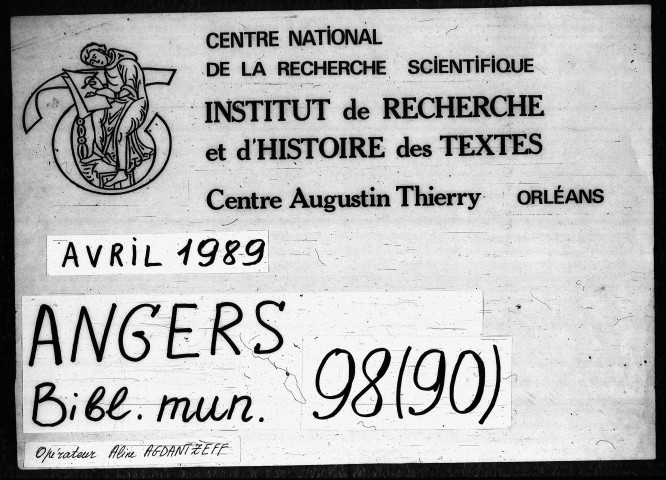 CENTRE NATIONAL
DE LA RECHERCHE SCIENTIFIQUE
INSTITUT de RECHERCHE
et d'HISTOIRE des TEXTES
Centre Augustin Thierry ORLÉANS
AVRIL 1989
ANGERS
Bibl. mun. 98(90)
Opérateur Aline AGDANTZEFF